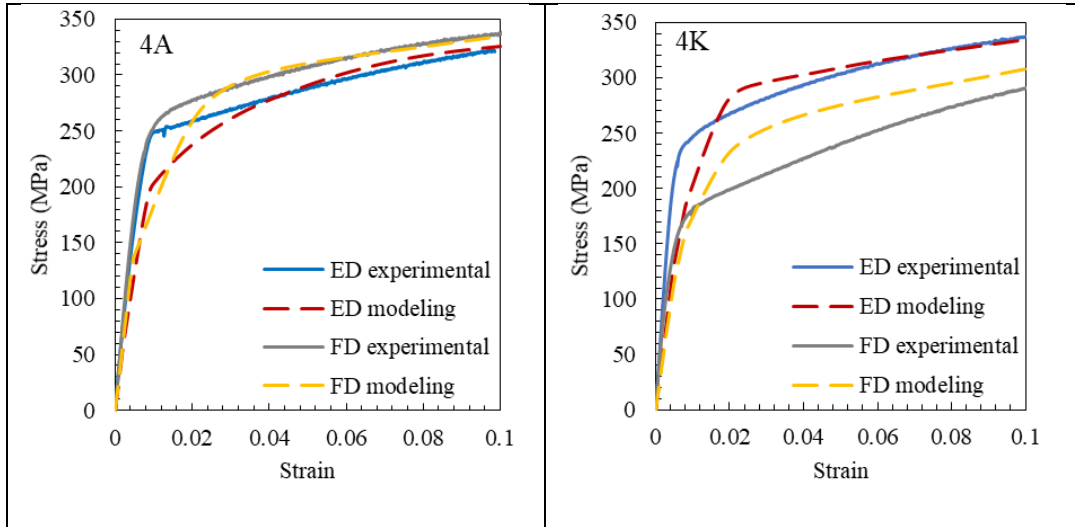 4A
Stress (MPa)
350
300
250
200
150
100
50
0
ED experimental
ED modeling
FD experimental
FD modeling
0 0.02 0.04 0.06 0.08 0.1
Strain
4K
Stress (MPa)
350
300
250
200
150
100
50
0
ED experimental
ED modeling
FD experimental
FD modeling
0 0.02 0.04 0.06 0.08 0.1
Strain